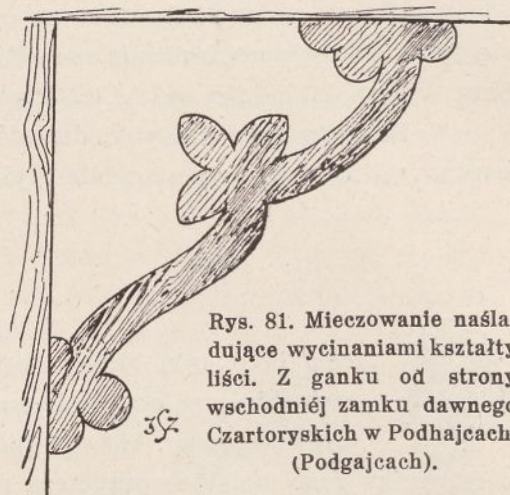 Rys. 81. Mieczowanie naśla-
dujące wycinaniami kształty
liści. Z ganku od strony
wschodniéj zamku dawnego
Czartoryskich w Podhajcach
(Podgajcach).